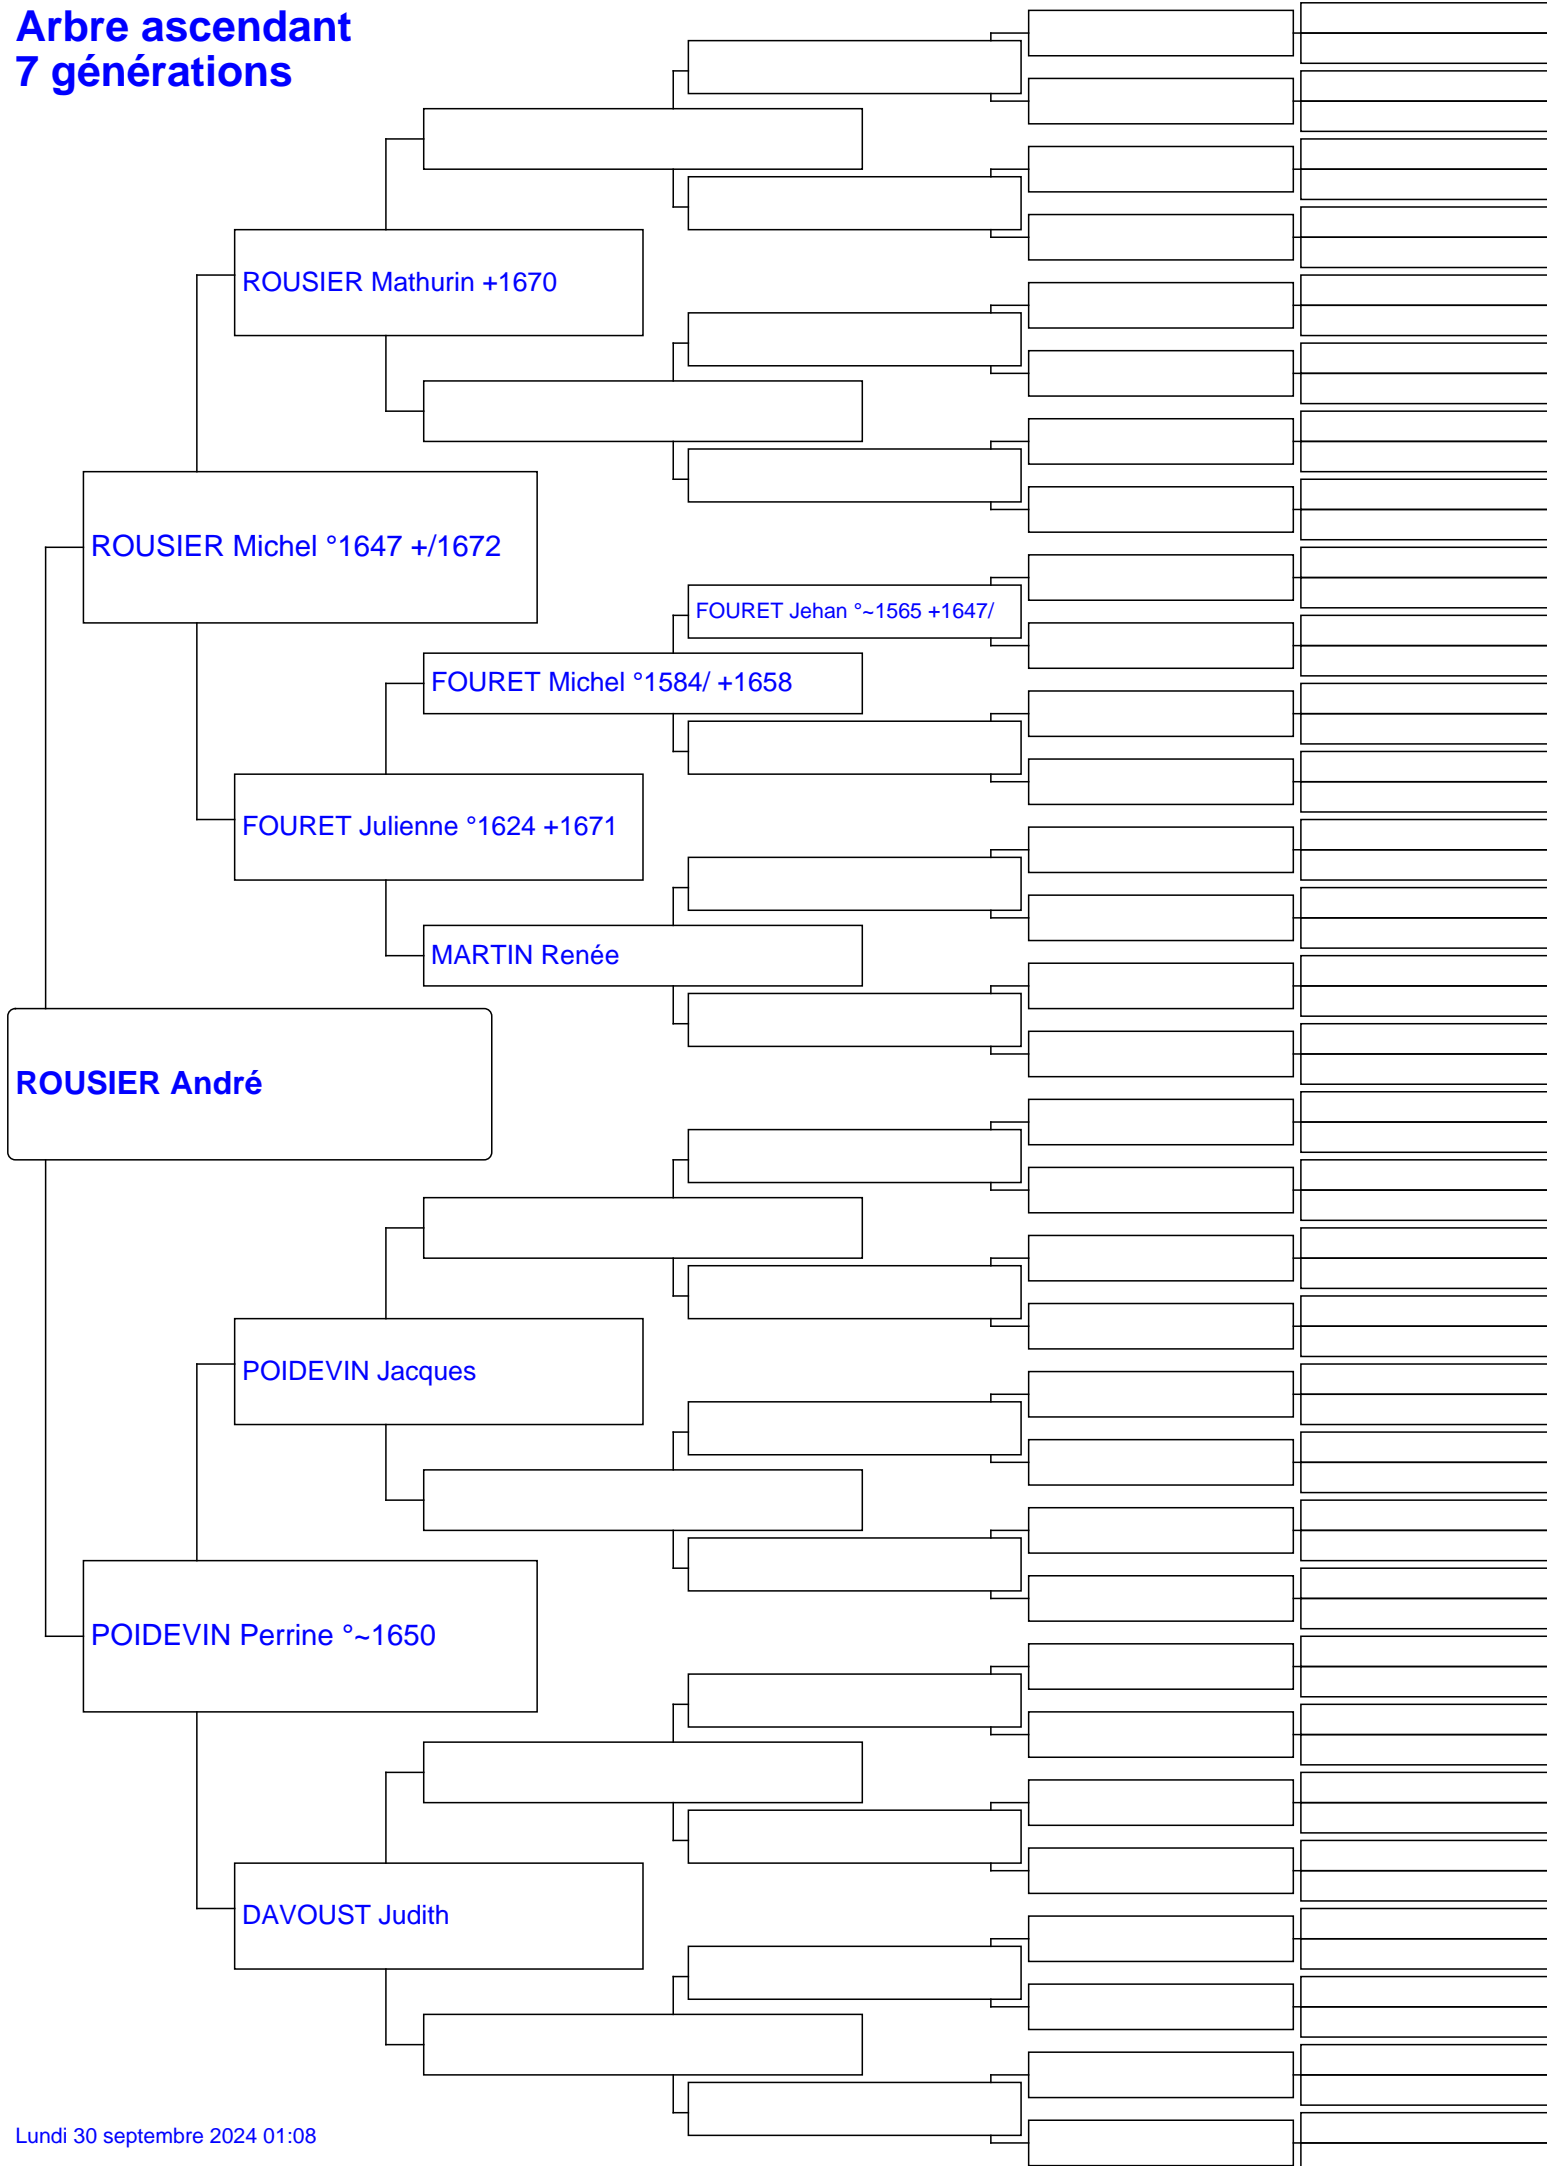 Arbre ascendant
7 générations
ROUSIER Mathurin +1670
ROUSIER Michel °1647 +/1672
FOURET Jehan °~1565 +1647/
FOURET Michel °1584/ +1658
FOURET Julienne °1624 +1671
MARTIN Renée
ROUSIER André
POIDEVIN Jacques
POIDEVIN Perrine °~1650
DAVOUST Judith
Lundi 30 septembre 2024 01:08